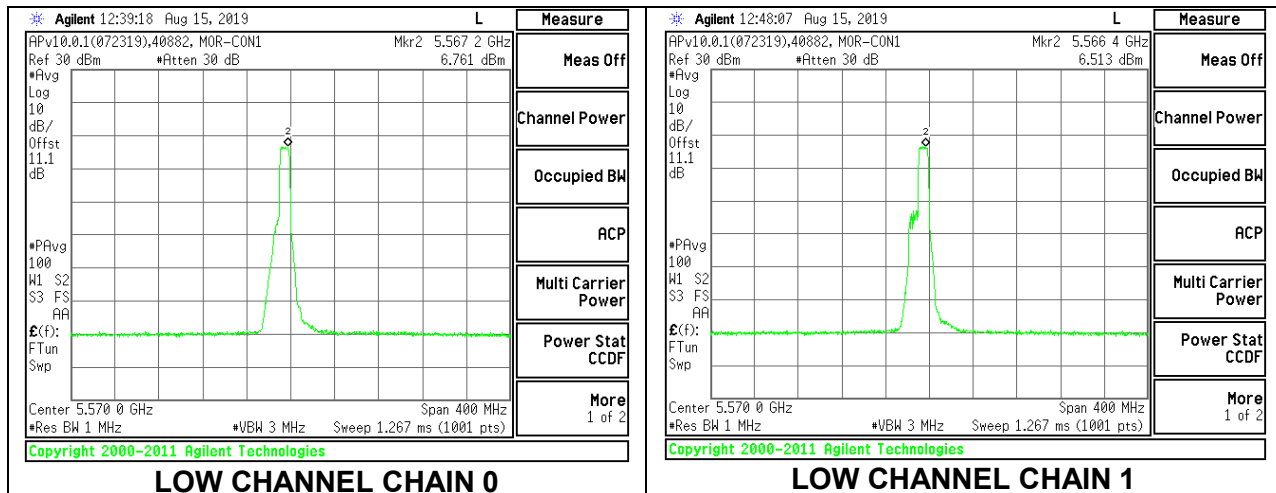 Agilent 12:39:18 Aug 15, 2019 L Measure
APv10.0.1(072319),40882, MOR-CON1 Mkr2 5.567 2 GHz
Ref 30 dBm #Atten 30 dB 6.761 dBm
Meas Off
#Avg
Log
10
dB/
Offst
11.1
dB
2
Channel Power
Occupied BW
ACP
#PAvg
100
W1 S2
S3 FS
AA
£(f):
FTun
Swp
Multi Carrier
Power
Power Stat
CCDF
Center 5.570 0 GHz Span 400 MHz
#Res BW 1 MHz #VBW 3 MHz Sweep 1.267 ms (1001 pts)
More
1 of 2
Copyright 2000-2011 Agilent Technologies
LOW CHANNEL CHAIN 0
Agilent 12:48:07 Aug 15, 2019 L Measure
APv10.0.1(072319),40882, MOR-CON1 Mkr2 5.566 4 GHz
Ref 30 dBm #Atten 30 dB 6.513 dBm
Meas Off
#Avg
Log
10
dB/
Offst
11.1
dB
2
Channel Power
Occupied BW
ACP
#PAvg
100
W1 S2
S3 FS
AA
£(f):
FTun
Swp
Multi Carrier
Power
Power Stat
CCDF
Center 5.570 0 GHz Span 400 MHz
#Res BW 1 MHz #VBW 3 MHz Sweep 1.267 ms (1001 pts)
More
1 of 2
Copyright 2000-2011 Agilent Technologies
LOW CHANNEL CHAIN 1